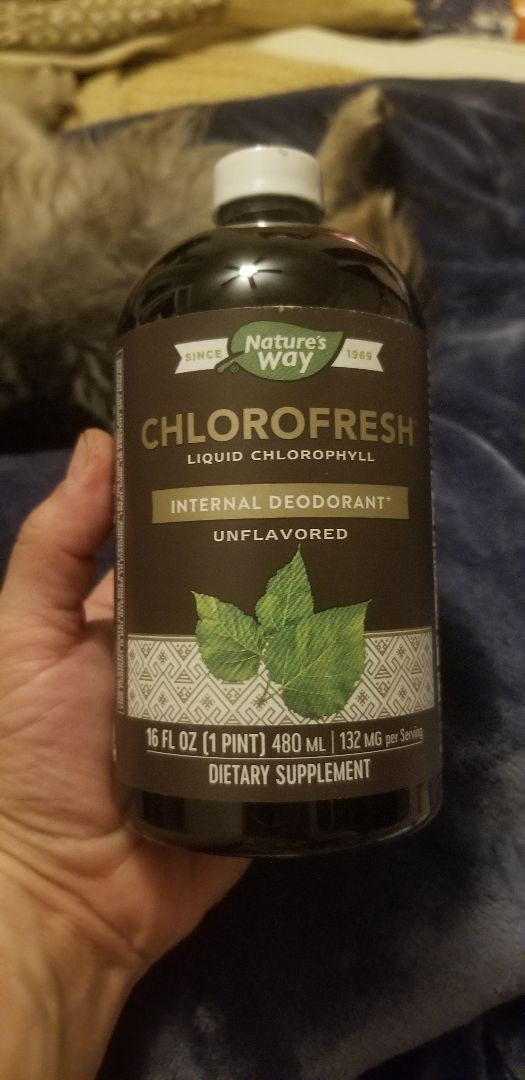 SINCE Nature's Way 1969
CHLOROFRESH
LIQUID CHLOROPHYLL
INTERNAL DEODORANT*
UNFLAVORED
16 FL OZ (1 PINT) 480 ML | 132 MG per Serving
DIETARY SUPPLEMENT